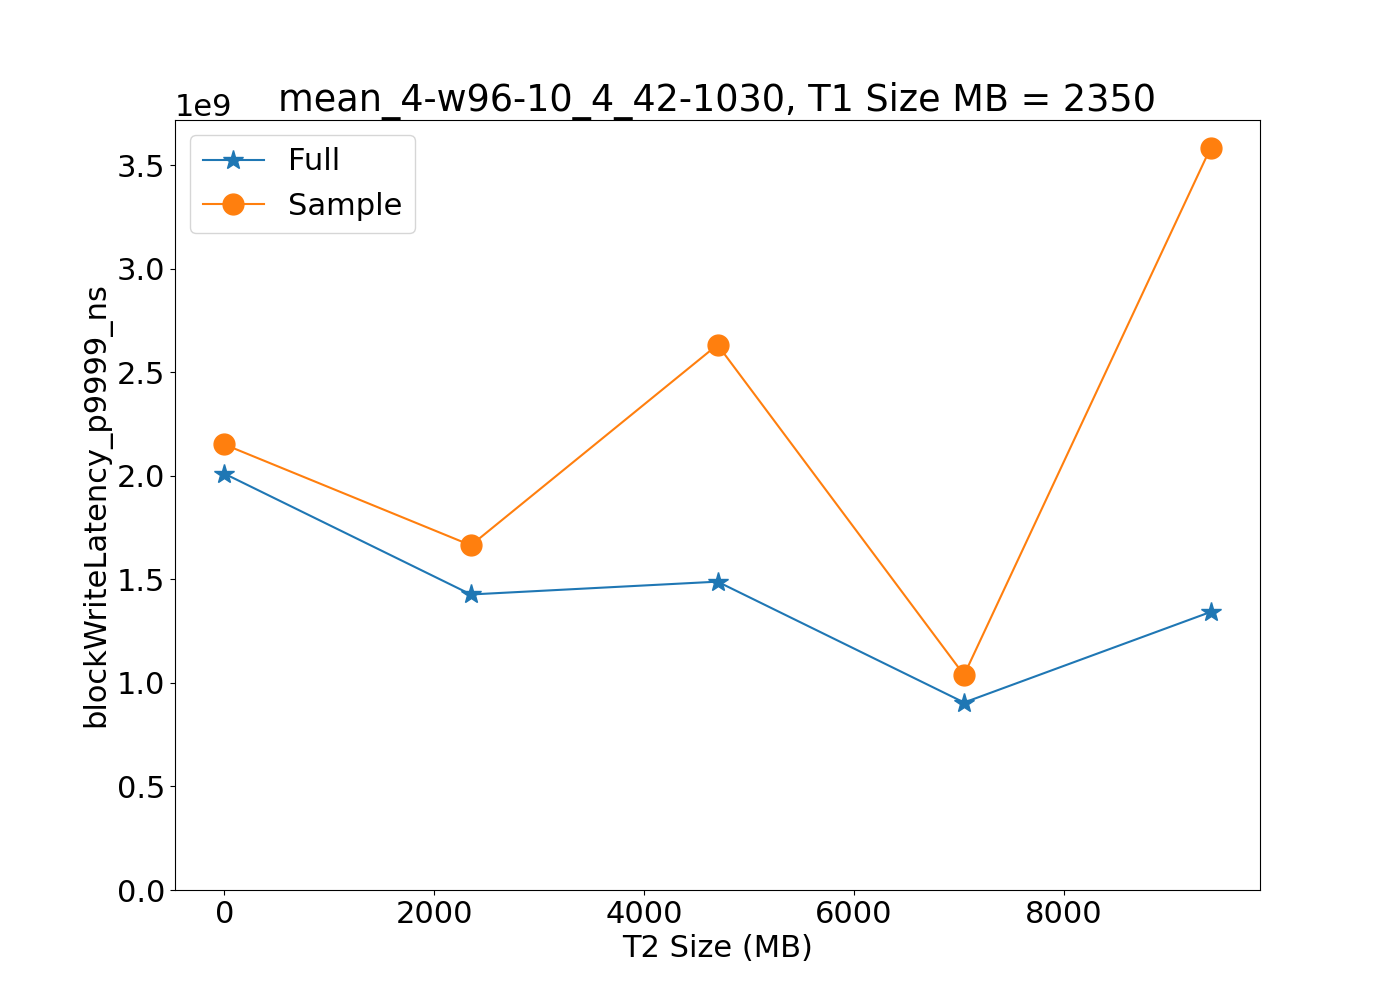 mean_4-w96-10_4_42-1030, T1 Size MB = 2350
1e9
Full
Sample
3.5
3.0
2.5
2.0
1.5
1.0
0.5
0.0
blockWriteLatency_p9999_ns
0
2000
4000
6000
8000
T2 Size (MB)